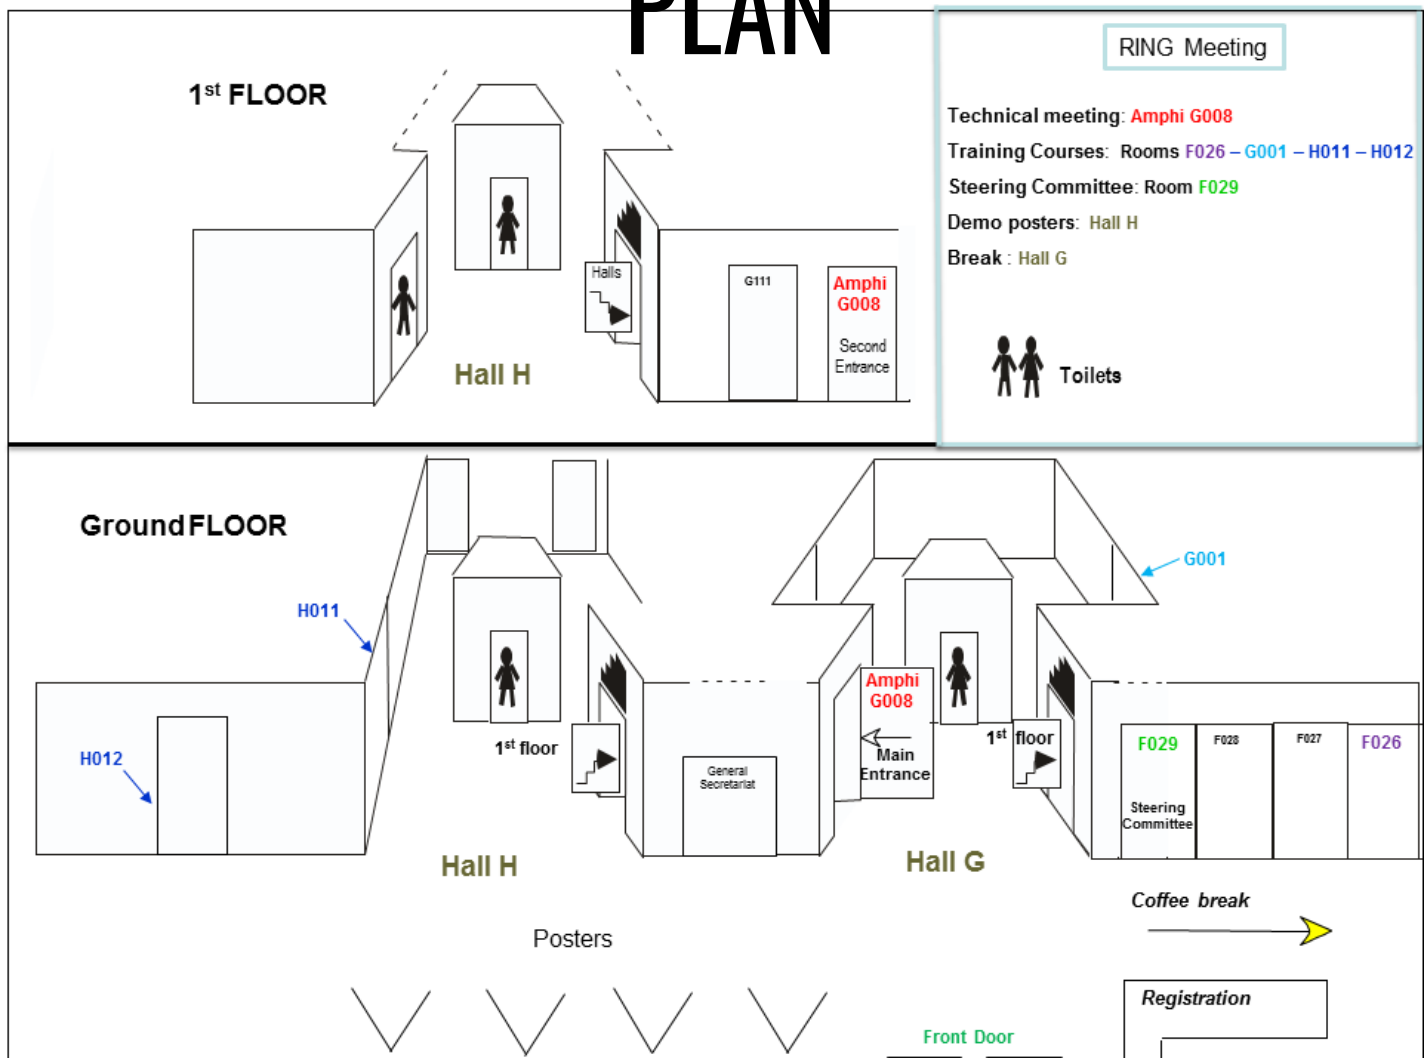 PLAN
1st FLOOR
Halls
G111
Amphi
G008
Second
Entrance
Hall H
RING Meeting
Technical meeting: Amphi G008
Training Courses: Rooms F026 – G001 – H011 – H012
Steering Committee: Room F029
Demo posters: Hall H
Break : Hall G
Toilets
Ground FLOOR
H011
H012
1st floor
General
Secretariat
Amphi
G008
Main
Entrance
1st floor
G001
F029
Steering
Committee
F028
F027
F026
Hall H
Hall G
Coffee break
Posters
Registration
Front Door